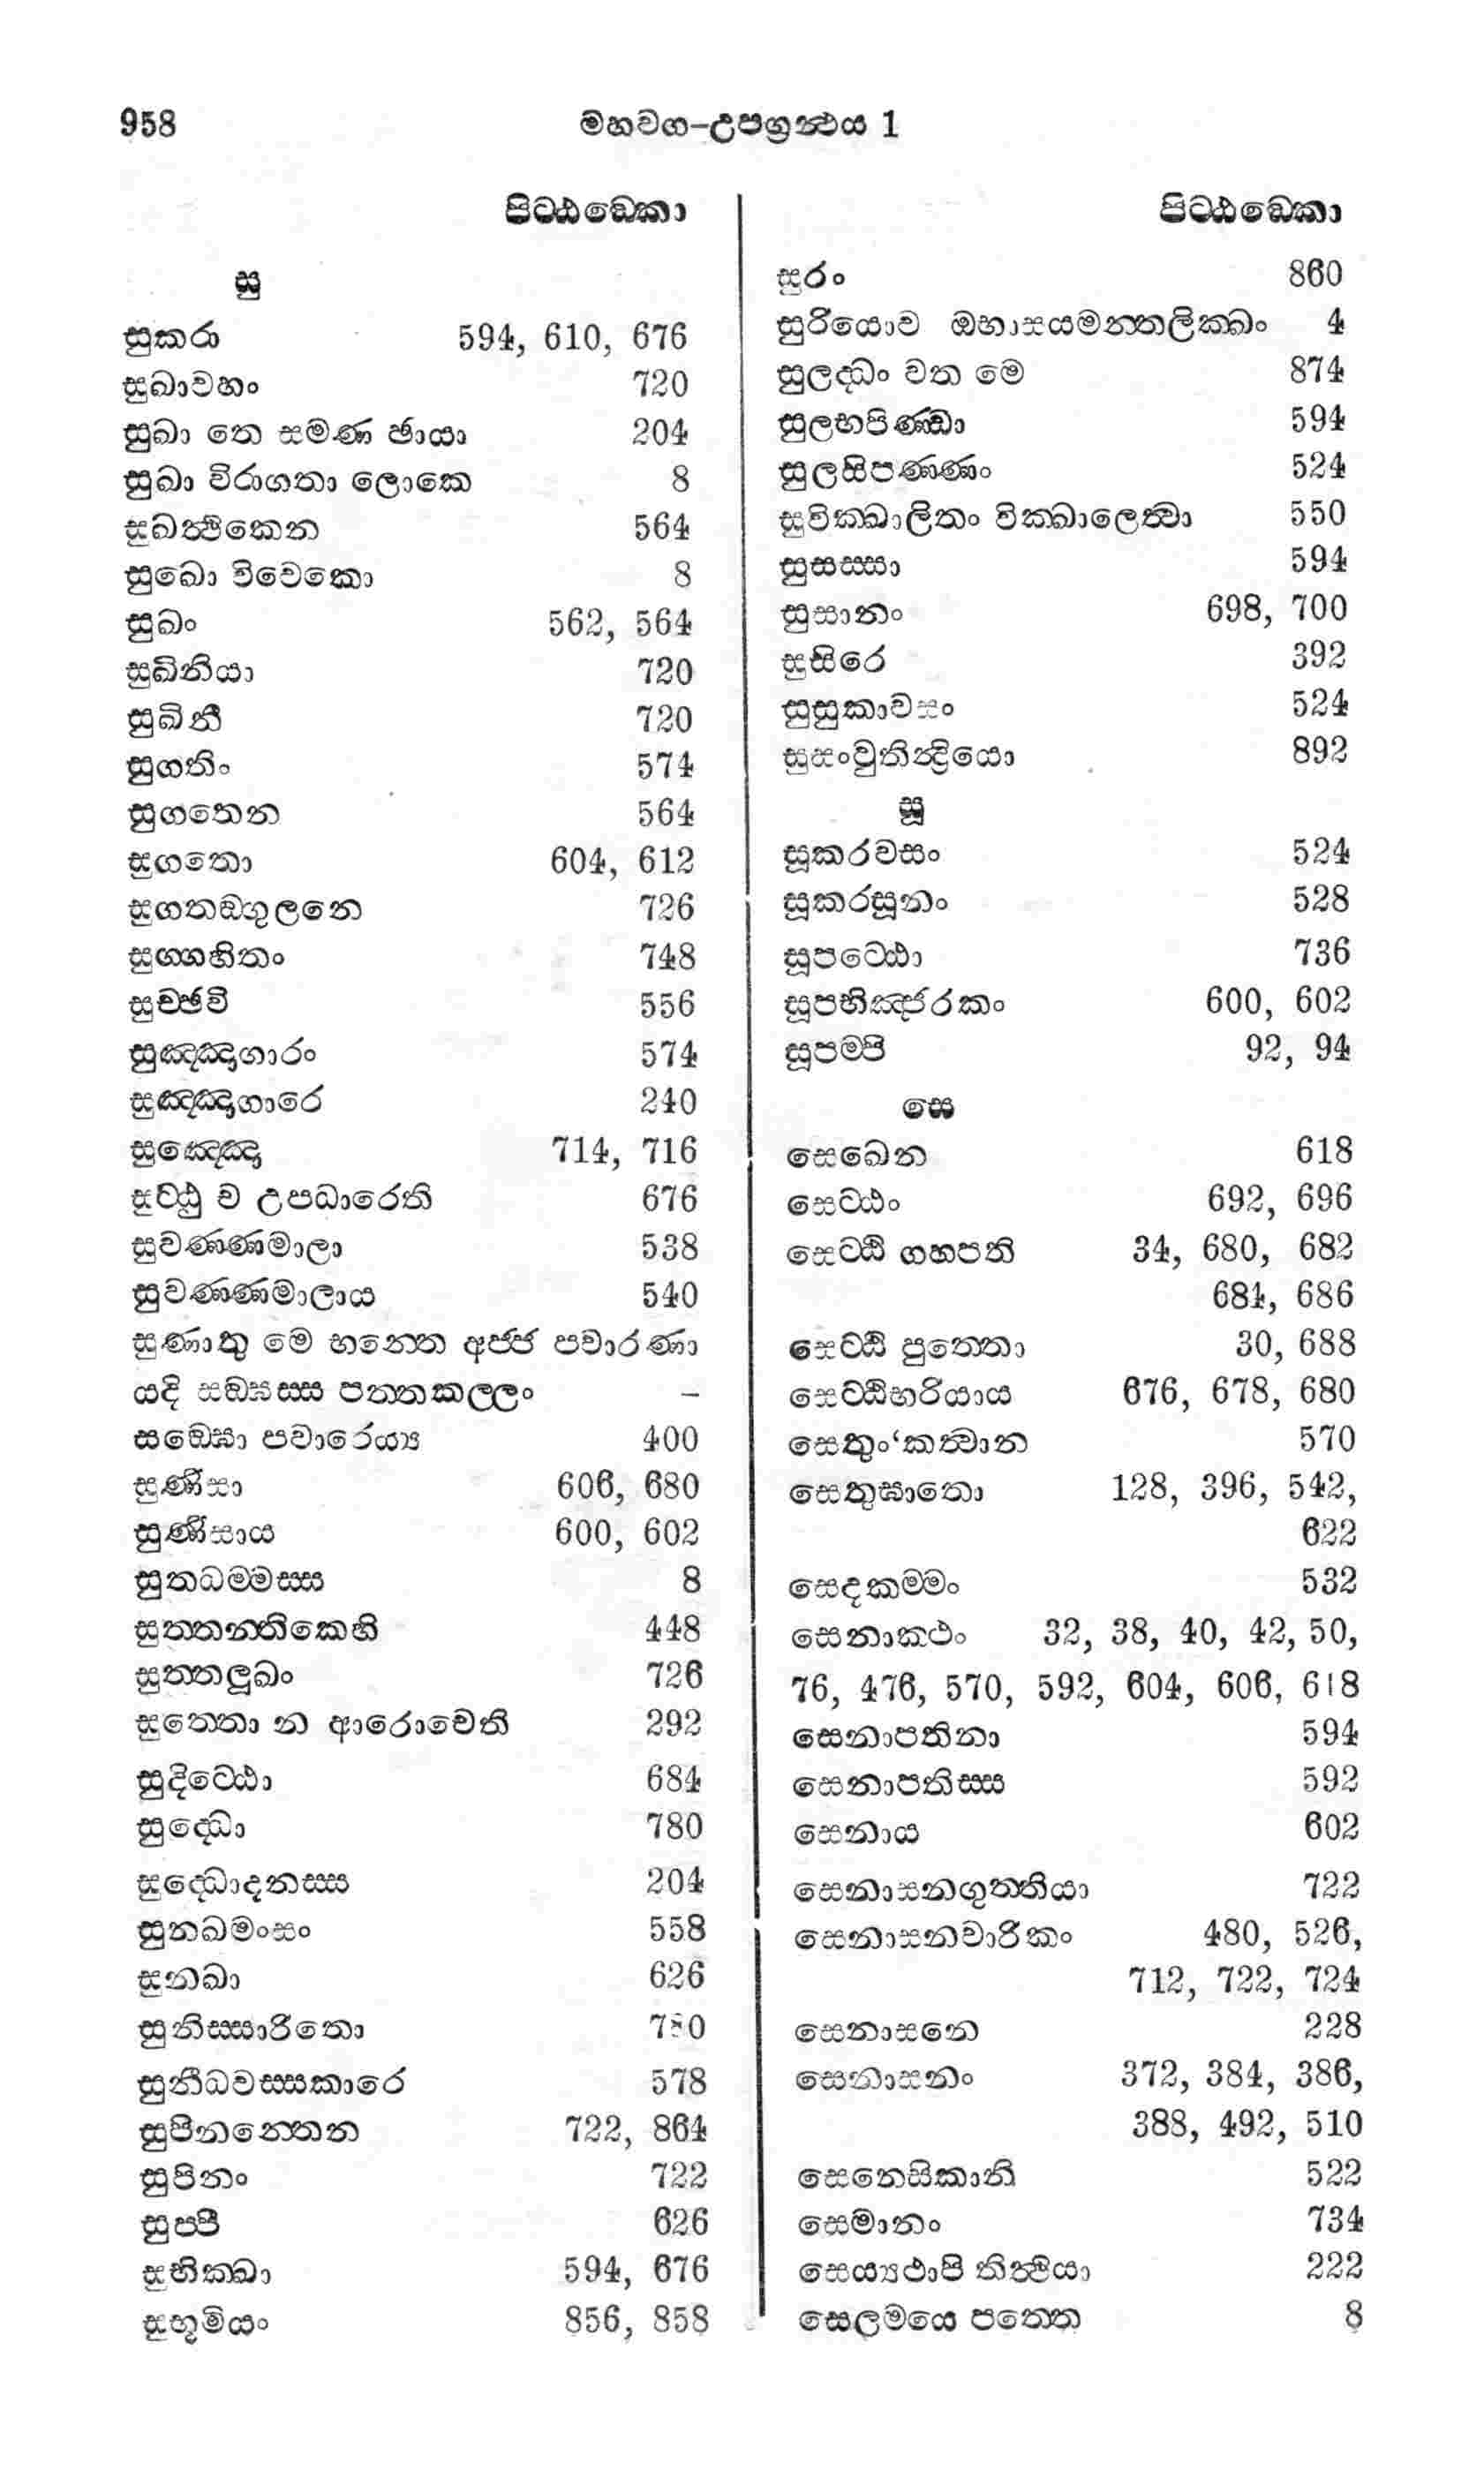 958 මහවග‍-උපග්‍රන්‍ථය 1
පිට‍්ඨඞ‍්කො
සු
සුකරා 594, 610, 676
සුඛාවහං 720
සුඛා තෙ සමණ ඡායා 204
සුඛා විරාගතා ලොකෙ 8
සුඛත්‍ථිකෙන 564
සුඛො විවෙකො 8
සුඛං 562, 564
සුඛිනියා 720
සුඛිනී 720
සුගතිං 574
සුගතෙන 564
සුගතො 604, 612
සුගතඞ‍්ගුලනෙ 726
සුග‍්ගහිතං 748
සුච‍්ඡවී 556
සුඤ‍්ඤාගාරං 574
සුඤ‍්ඤාගාරෙ 240
සුඤ‍්ඤෙ 714, 716
සුට‍්ඨු ච උපධාරෙති 676
සුවණ‍්ණමාලා 538
සුවණ‍්ණමාලාය 540
සුණාතු මෙ භන‍්තෙ අජ‍්ජ පවාරණා
යදි සඞ‍්ඝස‍්ස පත‍්තකල‍්ලං –
සඞ‍්ඝො පවාරෙය්‍ය 400
සුණිසා 606, 680
සුණිසාය 600, 602
සුතධම‍්මස‍්ස 8
සුත‍්තන‍්තිකෙහි 448
සුත‍්තලූඛං 726
සුත‍්තො න ආරොචෙති 292
සුදිට‍්ඨො 684
සුද‍්ධො 780
සුද‍්ධොදනස‍්ස 204
සුනඛමංසං 558
සුනඛා 626
සුනිස‍්සාරිතො 780
සුනීධවස‍්සකාරෙ 578
සුපිනන‍්තෙන 722, 864
සුපිනං 722
සුප‍්පි 626
සුභික‍්ඛා 594, 676
සුභූමියං 856, 858
පිට‍්ඨඞ‍්කො
සුරං 860
සුරියොව ඔභාසයමන‍්තලික‍්ඛං 4
සුලද‍්ධං වත මෙ 874
සුලභපිණ‍්ඩා 594
සුලසිපණ‍්ණං 524
සුවික‍්ඛාලිතං වික‍්ඛාලෙත්‍වා 550
සුසස‍්සා 594
සුසානං 698, 700
සුසිරෙ 392
සුසුකාවසං 524
සුසංවුතින්‍ද්‍රියො 892
සූ
සූකරවසං 524
සූකරසූනං 528
සූපට‍්ඨො 736
සූපභිඤ‍්ජරකං 600, 602
සූපම‍්පි 92, 94
සෙ
සෙඛෙන 618
සෙට‍්ඨං 692, 696
සෙට‍්ඨි ගහපති 34, 680, 682
684, 686
සෙට‍්ඨි පුත‍්තො 30, 688
සෙට‍්ඨිභරියාය 676, 678, 680
සෙතුං‘කත්‍වාන 570
සෙතුඝාතො 128, 396, 542,
622
සෙදකම‍්මං 532
සෙනාකථං 32, 38, 40, 42, 50,
76, 476, 570, 592, 604, 606, 618
සෙනාපතිනා 594
සෙනාපතිස‍්ස 592
සෙනාය 602
සෙනාසනගුත‍්තියා 722
සෙනාසනචාරිකං 480, 526,
712, 722, 724
සෙනාසනෙ 228
සෙනාසනං 372, 384, 386,
388, 492, 510
සෙනෙසිකානි 522
සෙමානං 734
සෙය්‍යථාපි තිත්‍ථියා 222
සෙලමයෙ පත‍්තෙ 8